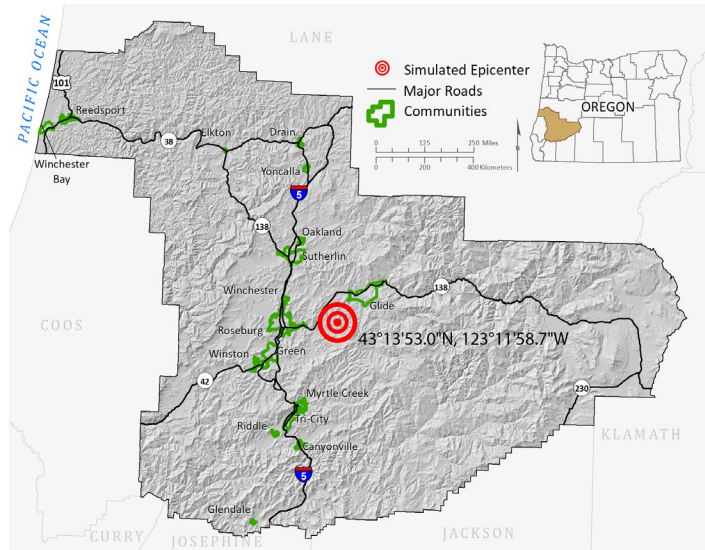 LANE
PACIFIC OCEAN
101
Reedsport
Winchester
Bay
38
Elkton
Drain
Yoncalla
5
138
Oakland
Sutherlin
Winchester
Glide
138
Roseburg
43°13'53.0"N, 123°11'58.7"W
Green
Winston
42
COOS
Myrtle Creek
Tri-City
Riddle
Canyonville
5
Glendale
230
KLAMATH
CURRY
JOSEPHINE
JACKSON
Simulated Epicenter
Major Roads
Communities
0 125 250 Miles
0 200 400 Kilometers
N
OREGON